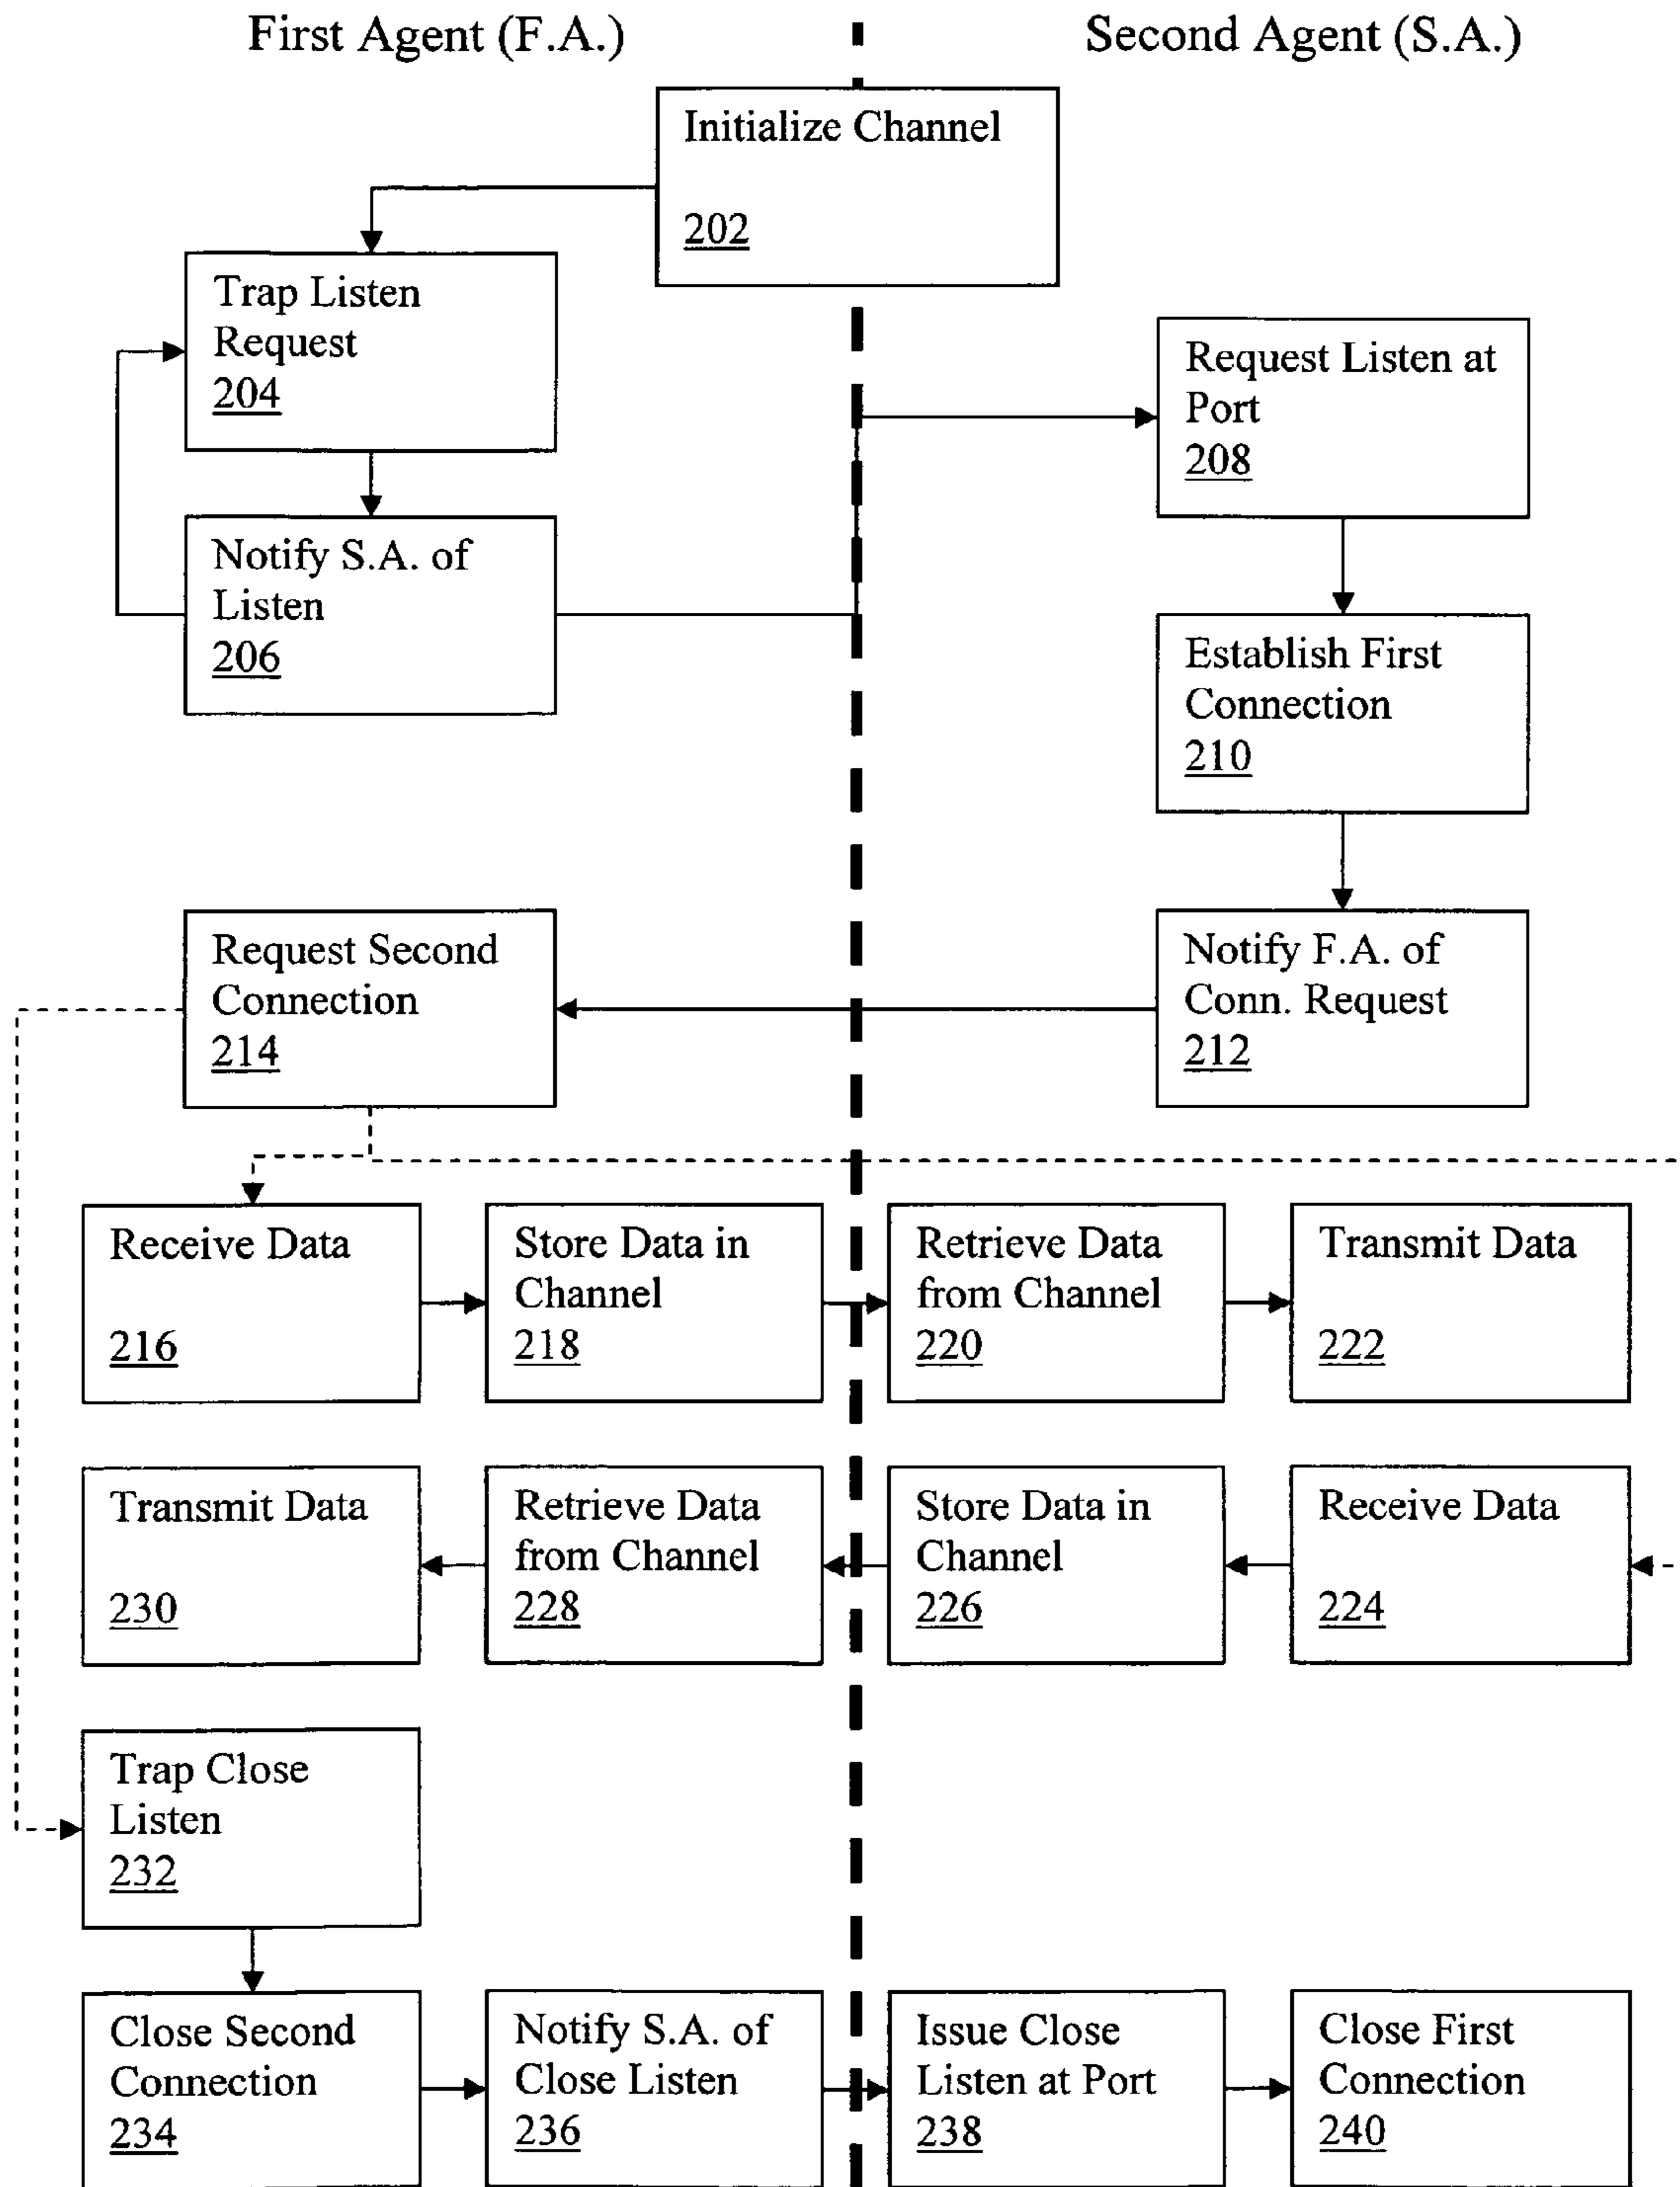 First Agent (F.A.)
Second Agent (S.A.)
Initialize Channel
202
Trap Listen
Request
204
Request Listen at
Port
208
Notify S.A. of
Listen
206
Establish First
Connection
210
Request Second
Connection
214
Notify F.A. of
Conn. Request
212
Receive Data
216
Store Data in
Channel
218
Retrieve Data
from Channel
220
Transmit Data
222
Transmit Data
230
Retrieve Data
from Channel
228
Store Data in
Channel
226
Receive Data
224
Trap Close
Listen
232
Close Second
Connection
234
Notify S.A. of
Close Listen
236
Issue Close
Listen at Port
238
Close First
Connection
240